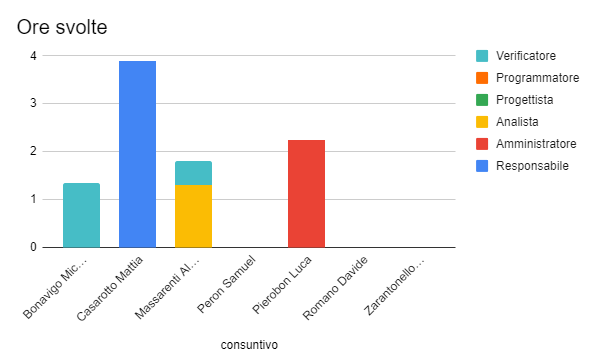 Ore svolte
4
3
2
1
0
Verificatore
Programmatore
Progettista
Analista
Amministratore
Responsabile
Bonavigo Mic…
Casarotto Mattia
Massarenti Al…
Peron Samuel
Pierobon Luca
Romano Davide
Zarantonello…
consuntivo